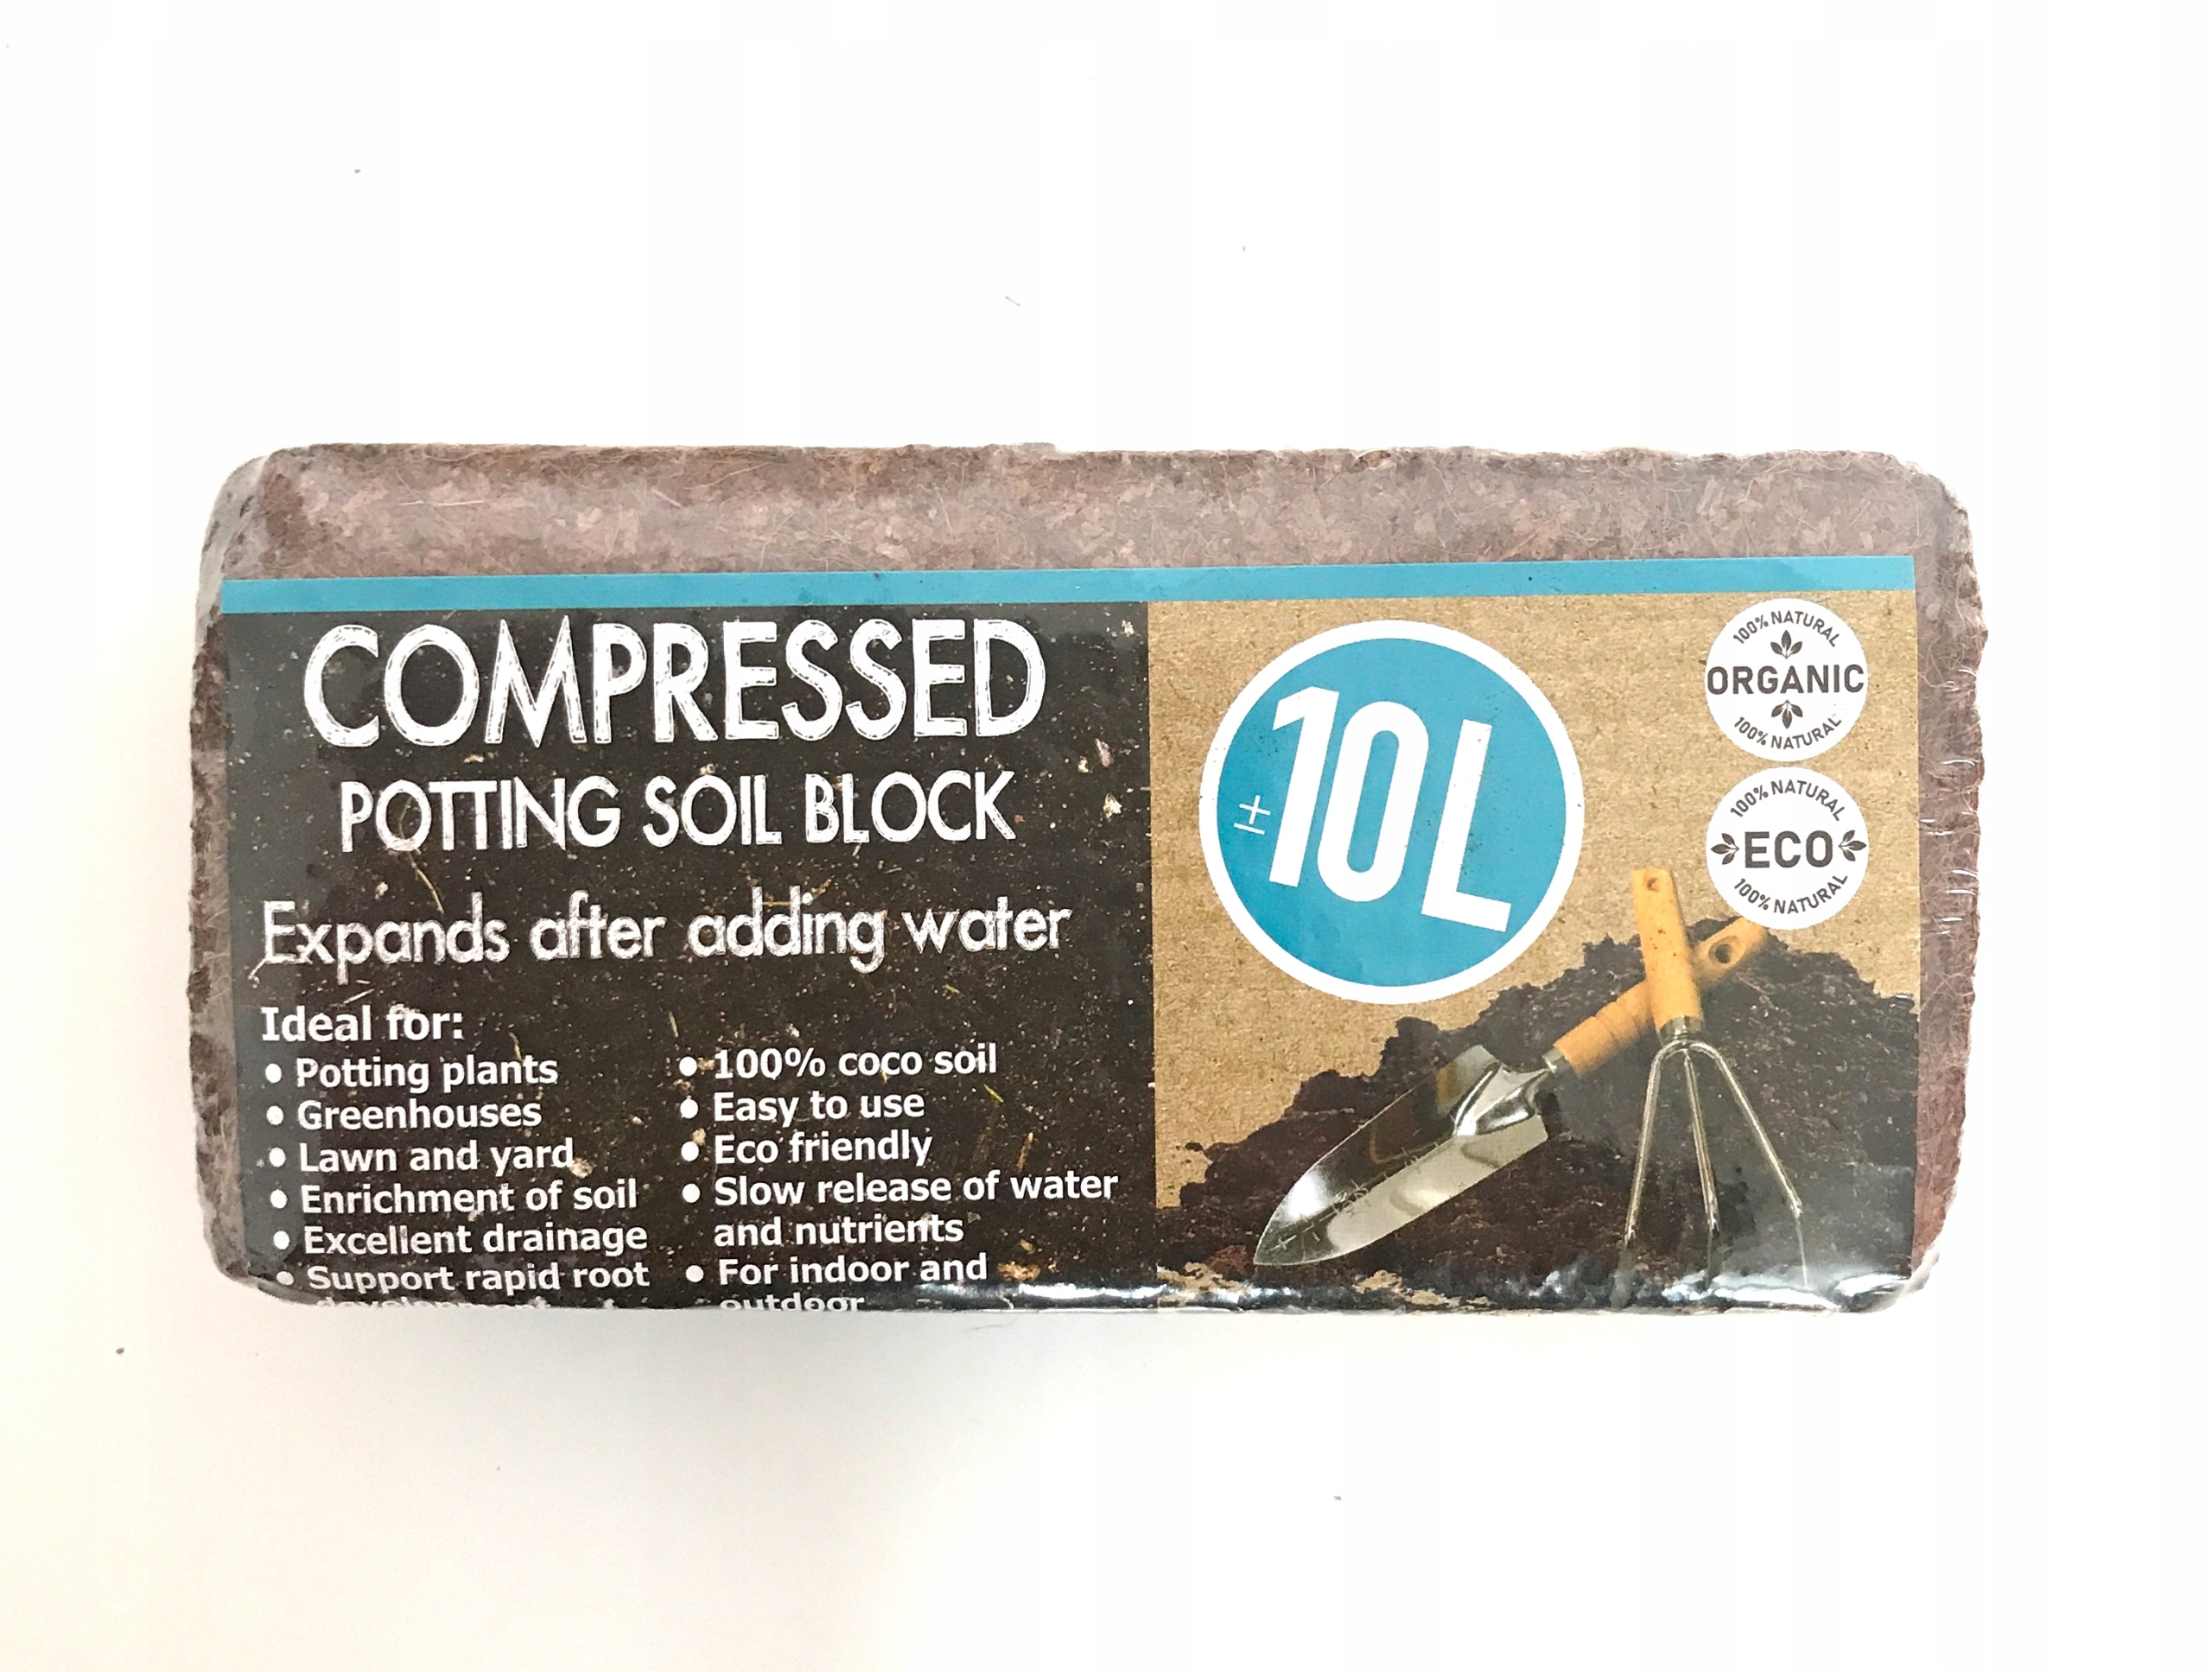 COMPRESSED
POTTING SOIL BLOCK
Expands after adding water
Ideal for:
• Potting plants
• Greenhouses
• Lawn and yard
• Enrichment of soil
• Excellent drainage
• Support rapid root
• 100% coco soil
• Easy to use
• Eco friendly
• Slow release of water
and nutrients
• For indoor and
outdoor
±10L
100% NATURAL
ORGANIC
100% NATURAL
100% NATURAL
ECO
100% NATURAL